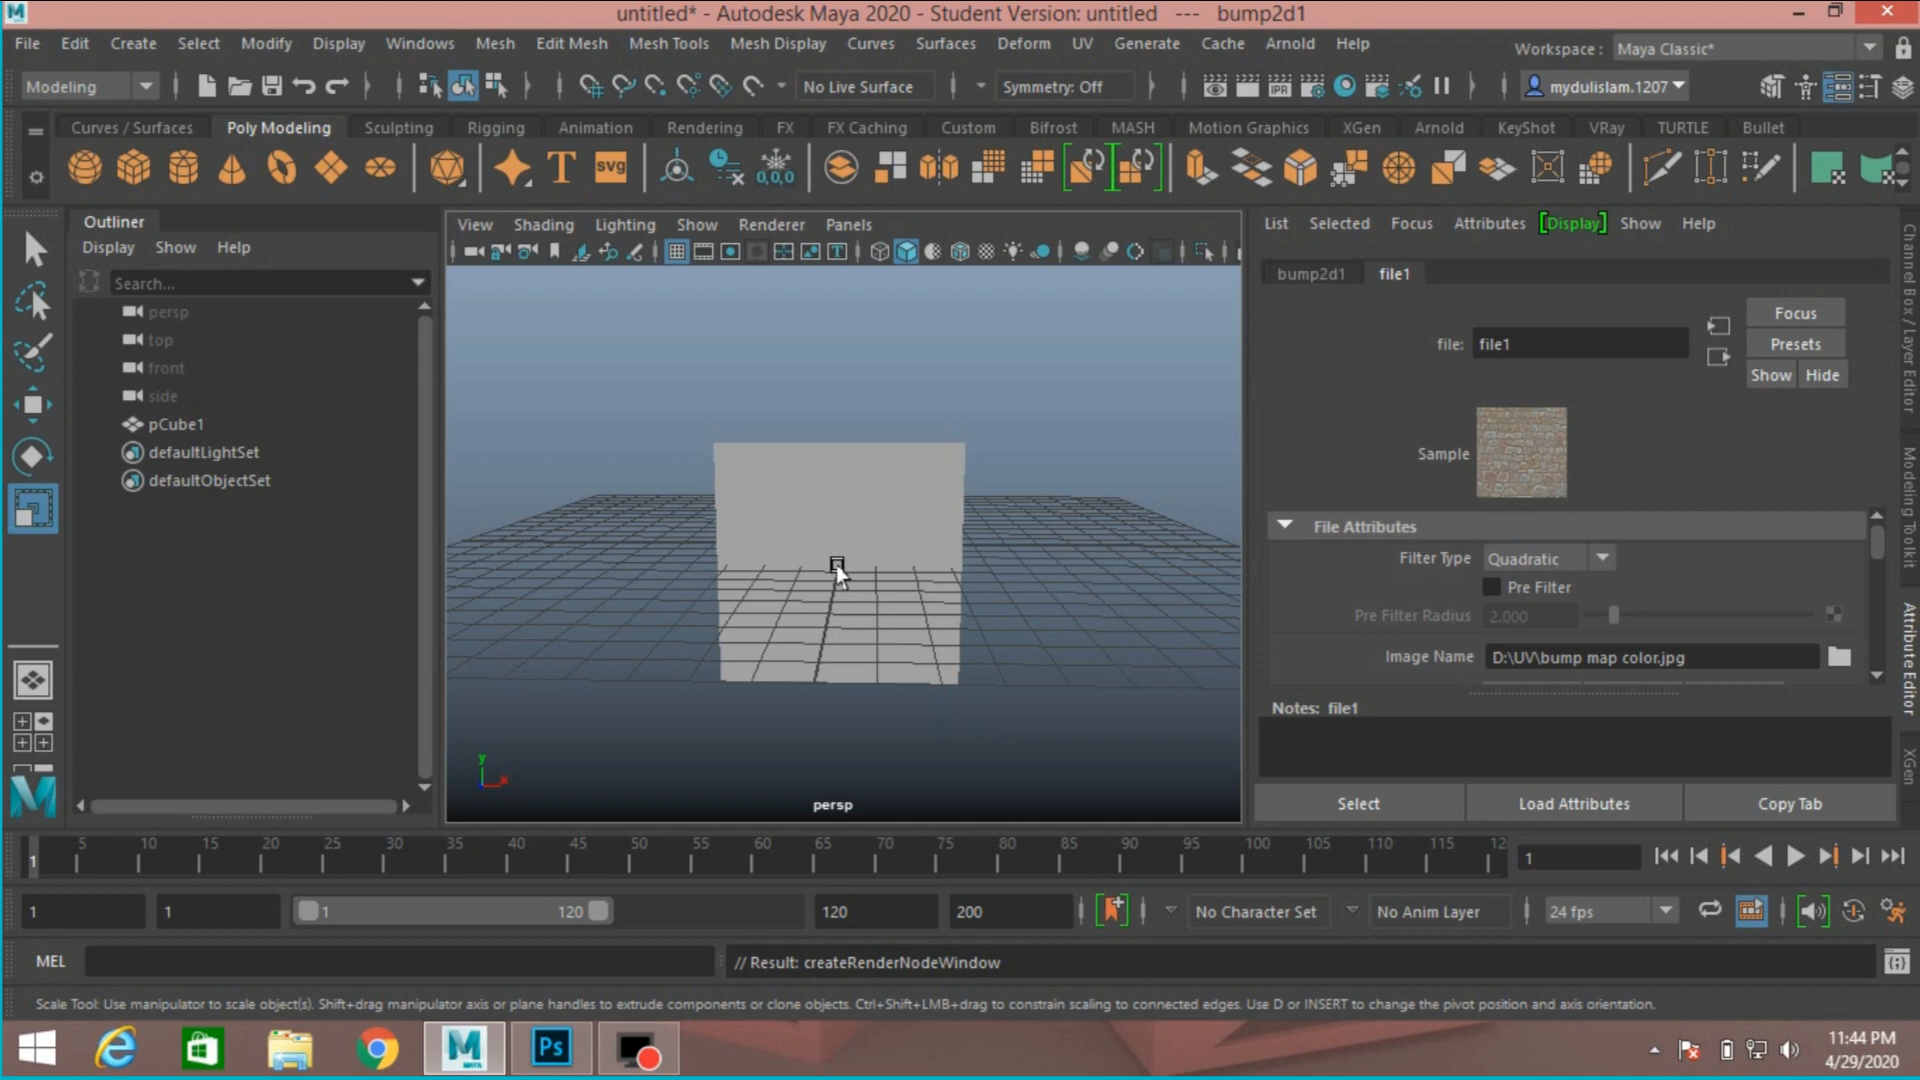 untitled* - Autodesk Maya 2020 - Student Version: untitled --- bump2d1
File Edit Create Select Modify Display Windows Mesh Edit Mesh Mesh Tools Mesh Display Curves Surfaces Deform UV Generate Cache Arnold Help Workspace : Maya Classic*
Modeling No Live Surface Symmetry: Off IPR mydulislam.1207
Curves / Surfaces Poly Modeling Sculpting Rigging Animation Rendering FX FX Caching Custom Bifrost MASH Motion Graphics XGen Arnold KeyShot VRay TURTLE Bullet
T svg 0,0,0
Outliner
Display Show Help
Search...
persp
top
front
side
pCube1
defaultLightSet
defaultObjectSet
View Shading Lighting Show Renderer Panels
y
x
persp
List Selected Focus Attributes Display Show Help
bump2d1 file1
file: file1
Focus
Presets
Show Hide
Sample
File Attributes
Filter Type Quadratic
Pre Filter
Pre Filter Radius 2.000
Image Name D:\UV\bump map color.jpg
Notes: file1
Select Load Attributes Copy Tab
Channel Box / Layer Editor
Modeling Toolkit
Attribute Editor
XGen
1 5 10 15 20 25 30 35 40 45 50 55 60 65 70 75 80 85 90 95 100 105 110 115 12 1
1 1 1 120 120 200 No Character Set No Anim Layer 24 fps
MEL // Result: createRenderNodeWindow
Scale Tool: Use manipulator to scale object(s). Shift+drag manipulator axis or plane handles to extrude components or clone objects. Ctrl+Shift+LMB+drag to constrain scaling to connected edges. Use D or INSERT to change the pivot position and axis orientation.
M MAYA Ps
11:44 PM
4/29/2020